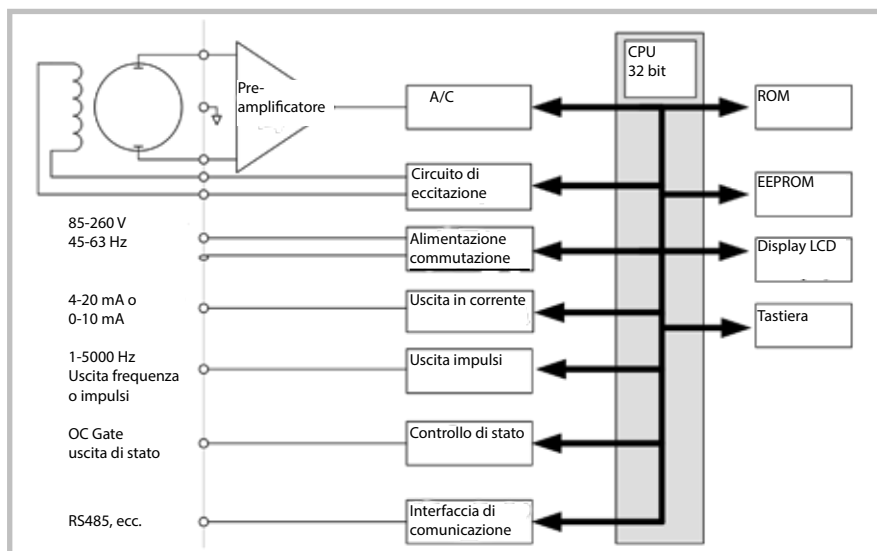 CPU
32 bit
Pre-
amplificatore
A/C
ROM
Circuito di
eccitazione
EEPROM
85-260 V
45-63 Hz
Alimentazione
commutazione
Display LCD
4-20 mA o
0-10 mA
Uscita in corrente
Tastiera
1-5000 Hz
Uscita frequenza
o impulsi
Uscita impulsi
OC Gate
uscita di stato
Controllo di stato
RS485, ecc.
Interfaccia di
comunicazione